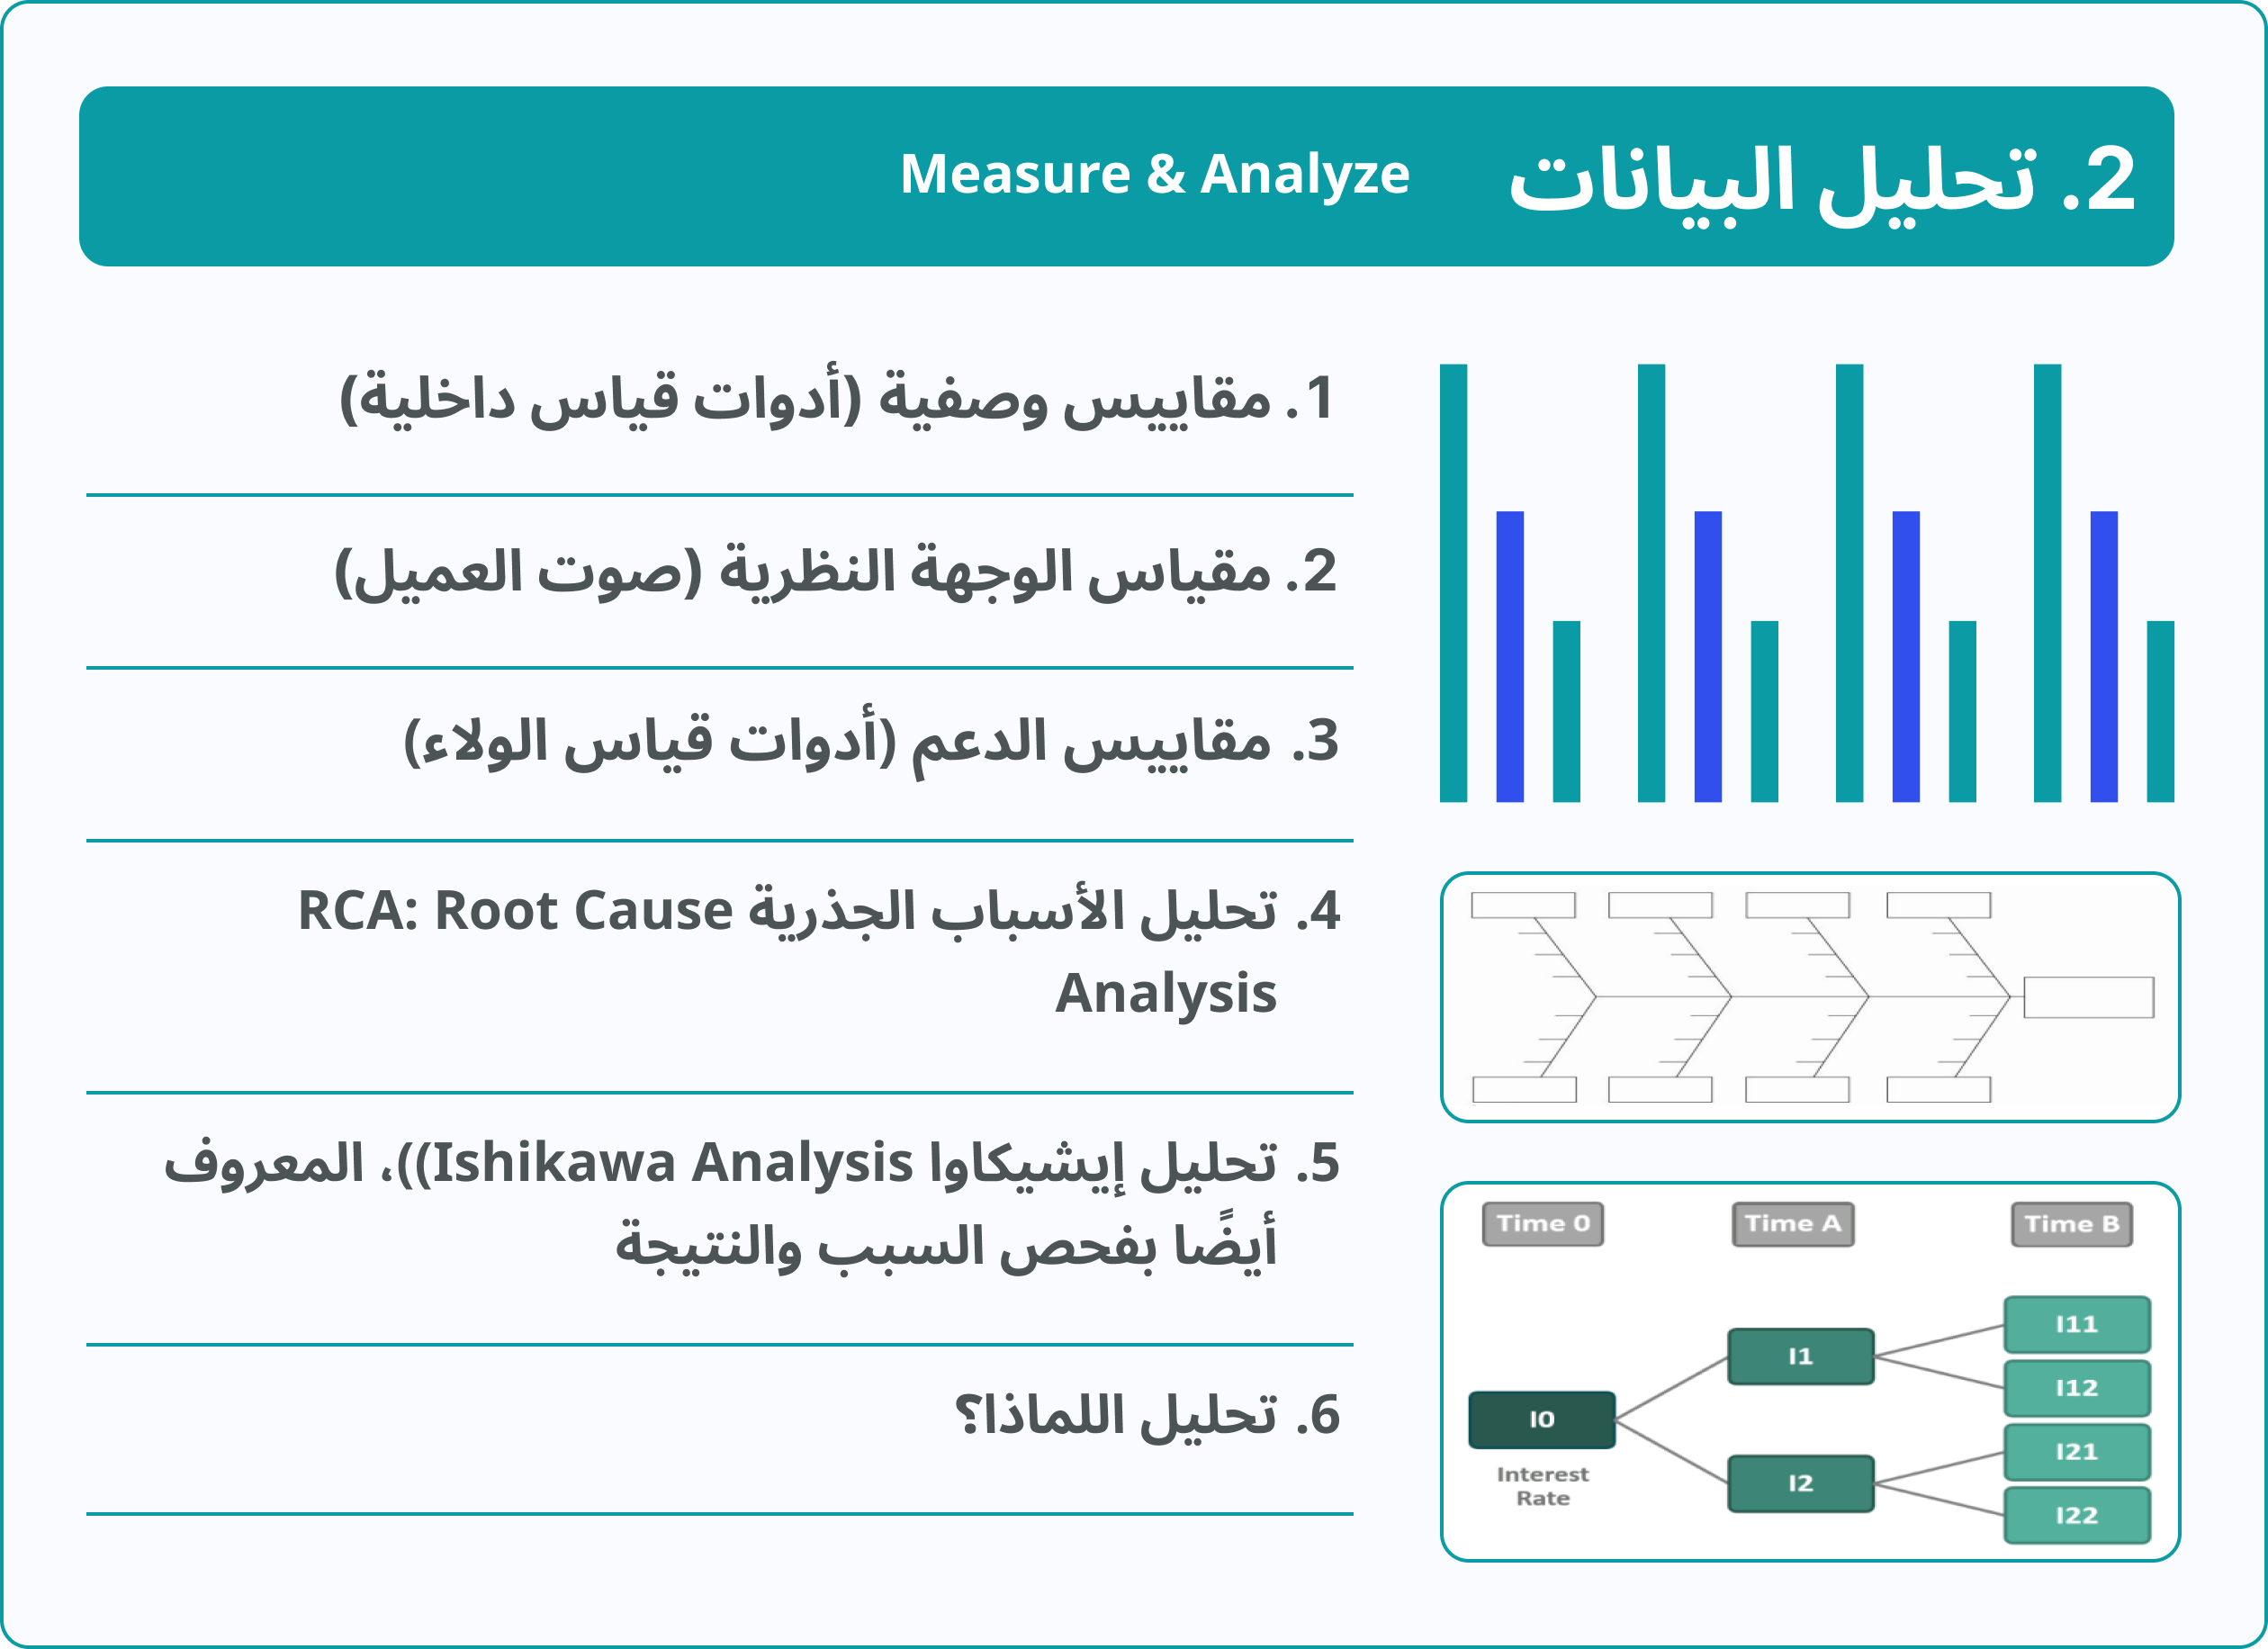 2. تحليل البيانات Measure & Analyze
1. مقاييس وصفية (أدوات قياس داخلية)
2. مقياس الوجهة النظرية (صوت العميل)
3. مقاييس الدعم (أدوات قياس الولاء)
4. تحليل الأسباب الجذرية RCA: Root Cause
Analysis
5. تحليل إيشيكاوا Ishikawa Analysis))، المعروف
أيضًا بفحص السبب والنتيجة
6. تحليل اللماذا؟
Time 0
Time A
Time B
I0
Interest
Rate
I1
I2
I11
I12
I21
I22